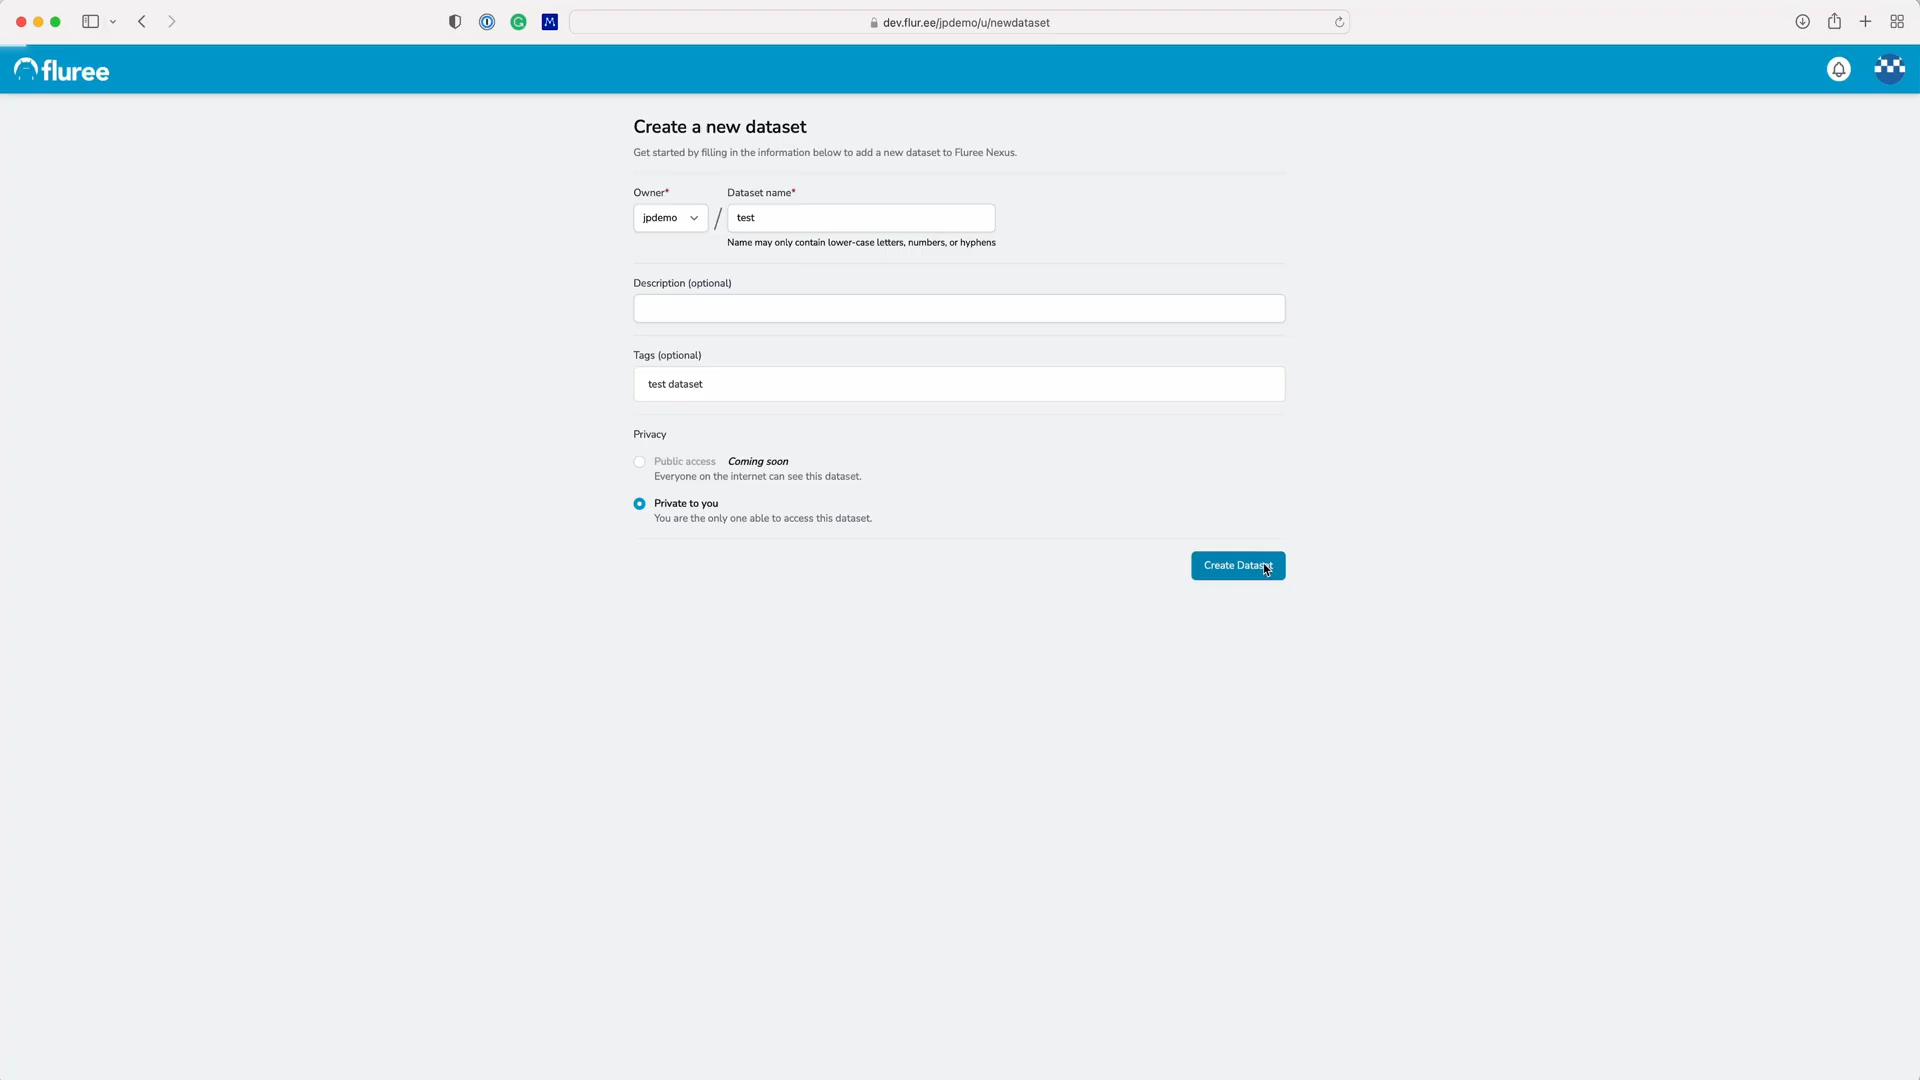 dev.flur.ee/jpdemo/u/newdataset
fluree
Create a new dataset
Get started by filling in the information below to add a new dataset to Fluree Nexus.
Owner* Dataset name*
jpdemo / test
Name may only contain lower-case letters, numbers, or hyphens
Description (optional)
Tags (optional)
test dataset
Privacy
Public access Coming soon
Everyone on the internet can see this dataset.
Private to you
You are the only one able to access this dataset.
Create Dataset